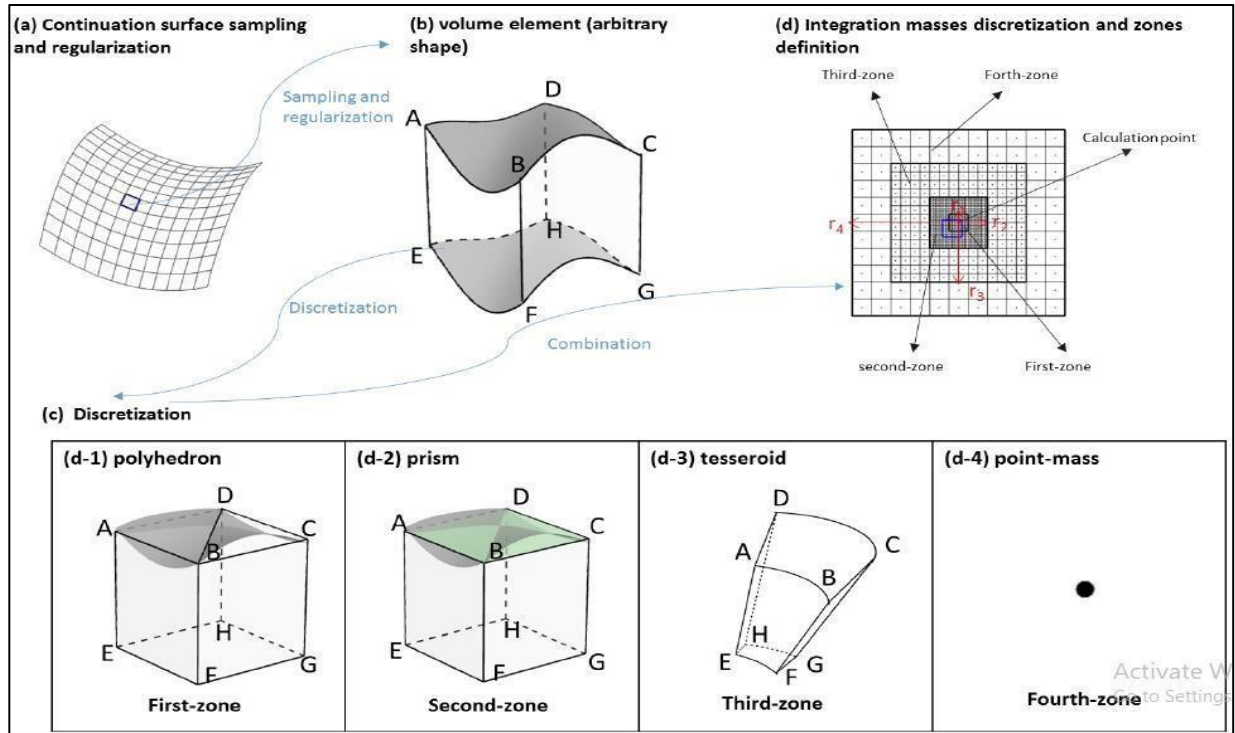 (a) Continuation surface sampling
and regularization
(b) volume element (arbitrary
shape)
(d) Integration masses discretization and zones
definition
Sampling and
regularization
A
D
B
C
E
H
F
G
Third-zone
Forth-zone
Calculation point
r₄
r₂
r₃
second-zone
First-zone
Discretization
Combination
(c) Discretization
(d-1) polyhedron
(d-2) prism
(d-3) tesseroid
(d-4) point-mass
A
D
B
C
E
H
F
G
First-zone
A
D
B
C
E
H
F
G
Second-zone
D
A
C
B
H
E
G
F
Third-zone
Fourth-zone
Activate W
Go to Settings